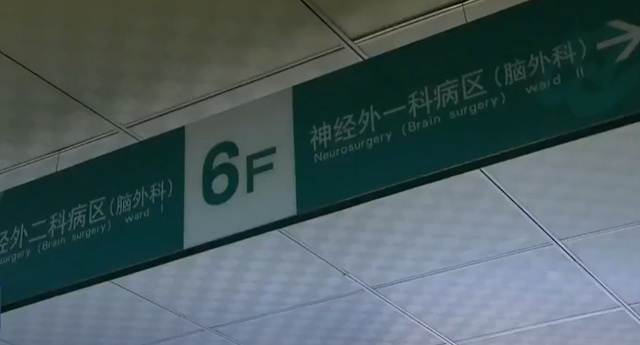 经外二科病区(脑外科)
surgery (Brain surgery) ward I
6F
神经外一科病区(脑外科)
Neurosurgery (Brain surgery) ward II